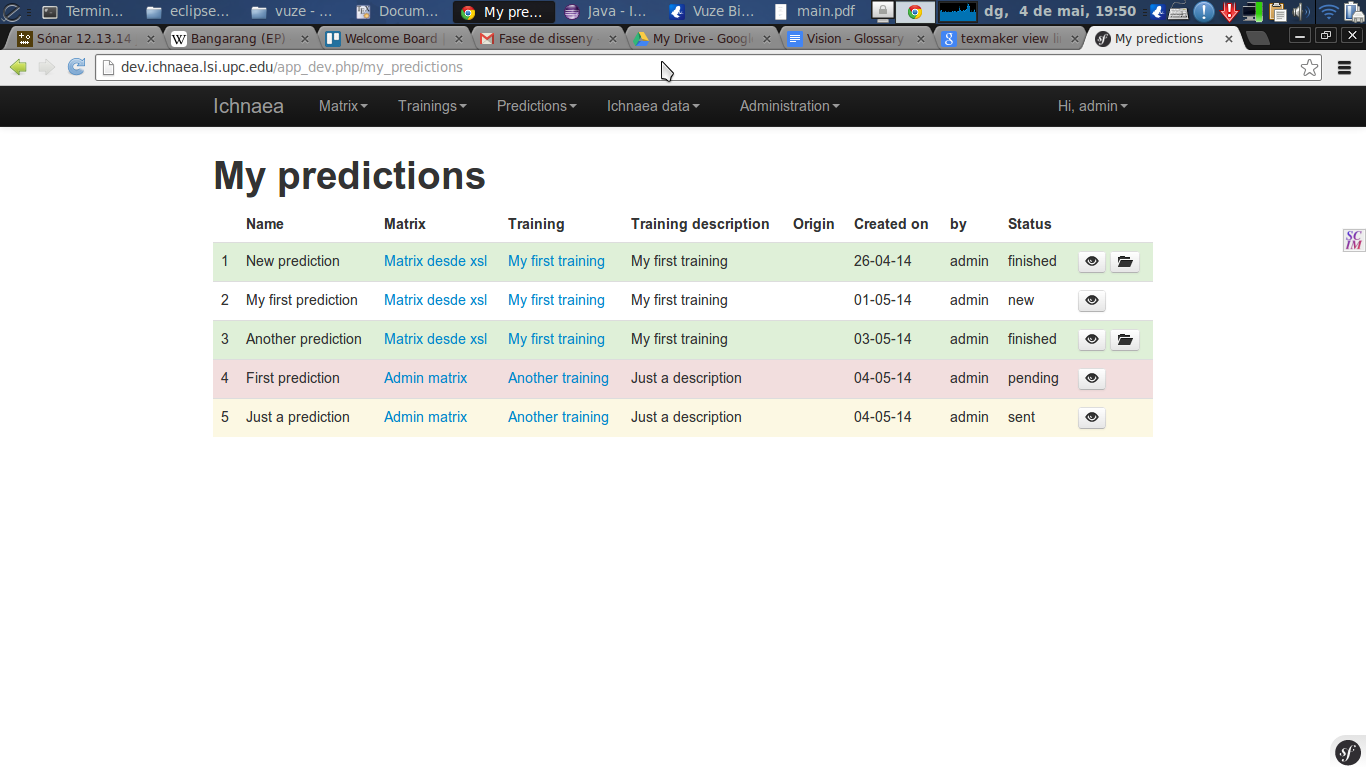 Termin... eclipse... vuze - ... Docum... My pre... Java - I... Vuze Bi... main.pdf dg, 4 de mai, 19:50
Sónar 12.13.14 Bangarang (EP) Welcome Board Fase de disseny My Drive - Googl Vision - Glossary texmaker view li My predictions
dev.ichnaea.lsi.upc.edu/app_dev.php/my_predictions
Ichnaea Matrix Trainings Predictions Ichnaea data Administration Hi, admin
My predictions
Name Matrix Training Training description Origin Created on by Status
1 New prediction Matrix desde xsl My first training My first training 26-04-14 admin finished
2 My first prediction Matrix desde xsl My first training My first training 01-05-14 admin new
3 Another prediction Matrix desde xsl My first training My first training 03-05-14 admin finished
4 First prediction Admin matrix Another training Just a description 04-05-14 admin pending
5 Just a prediction Admin matrix Another training Just a description 04-05-14 admin sent
SC
IM
sf